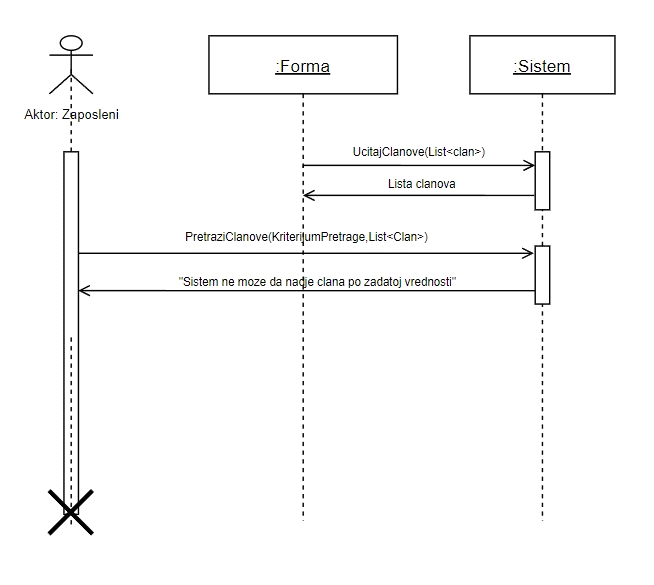 :Forma
:Sistem
Aktor: Zaposleni
UcitajClanove(List<clan>)
Lista clanova
PretraziClanove(KriterijumPretrage,List<Clan>)
"Sistem ne moze da nadje clana po zadatoj vrednosti"